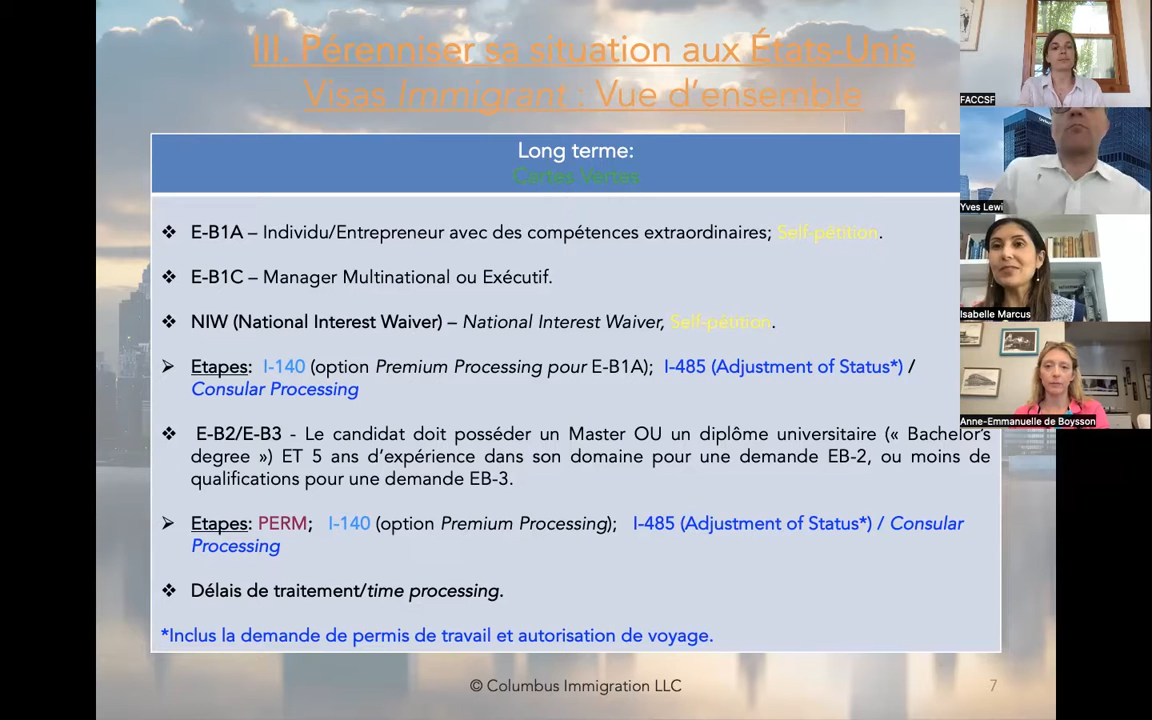 III. Pérenniser sa situation aux États-Unis
Visas Immigrant : Vue d'ensemble
Long terme:
Cartes Vertes
❖ E-B1A – Individu/Entrepreneur avec des compétences extraordinaires; Self-pétition.
❖ E-B1C – Manager Multinational ou Exécutif.
❖ NIW (National Interest Waiver) – National Interest Waiver, Self-pétition.
➢ Etapes: I-140 (option Premium Processing pour E-B1A); I-485 (Adjustment of Status*) /
Consular Processing
❖ E-B2/E-B3 - Le candidat doit posséder un Master OU un diplôme universitaire (« Bachelor's
degree ») ET 5 ans d'expérience dans son domaine pour une demande EB-2, ou moins de
qualifications pour une demande EB-3.
➢ Etapes: PERM; I-140 (option Premium Processing); I-485 (Adjustment of Status*) / Consular
Processing
❖ Délais de traitement/time processing.
*Inclus la demande de permis de travail et autorisation de voyage.
© Columbus Immigration LLC
7
FACCSF
Yves Lewi
Isabelle Marcus
Anne-Emmanuelle de Boysson